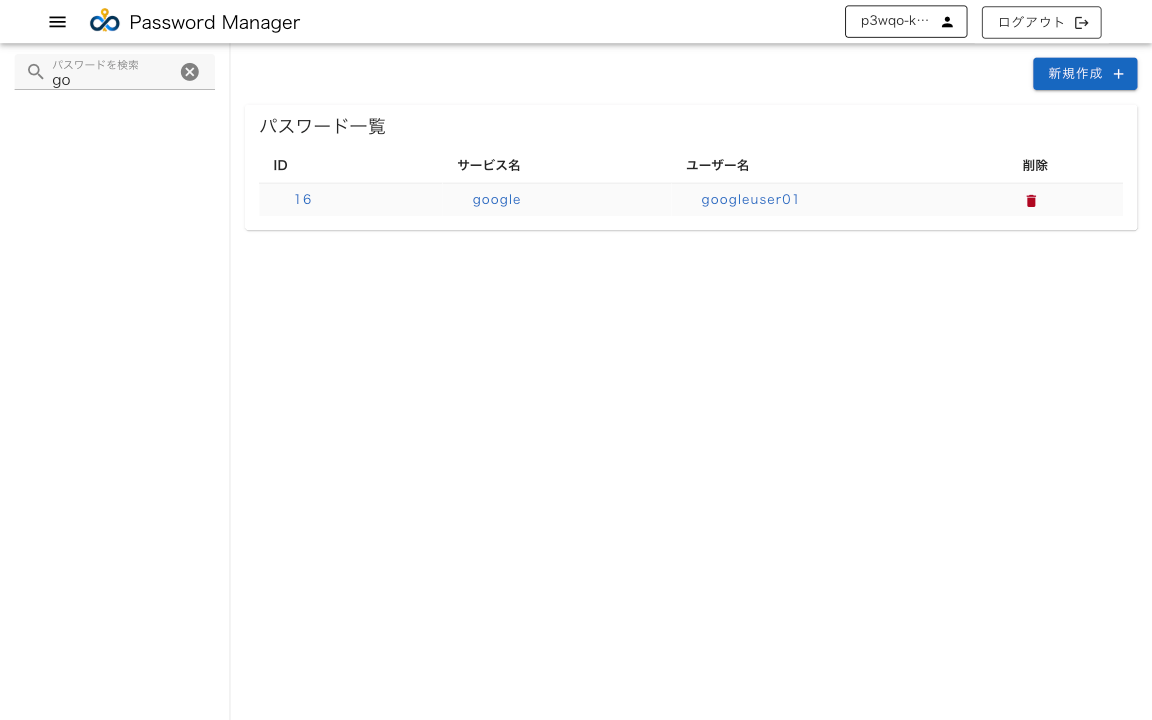 Password Manager
p3wqo-k…
ログアウト
パスワードを検索
go
新規作成
パスワード一覧
ID サービス名 ユーザー名 削除
16 google googleuser01